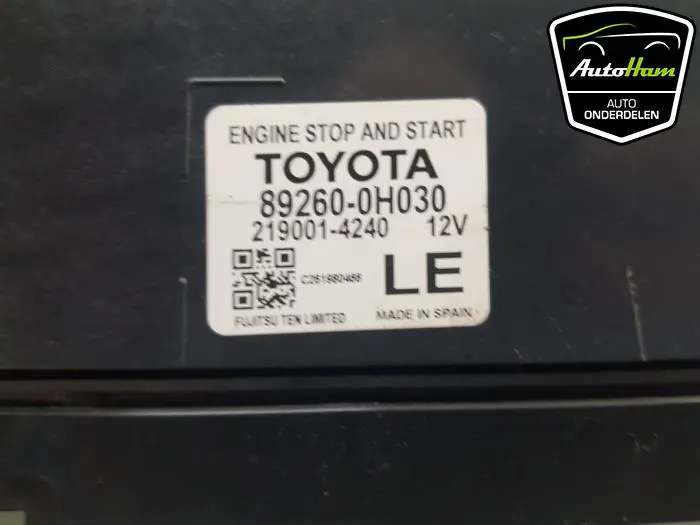 AutoHam
AUTO
ONDERDELEN
ENGINE STOP AND START
TOYOTA
89260-0H030
219001-4240 12V
C261660466
LE
FUJITSU TEN LIMITED MADE IN SPAIN